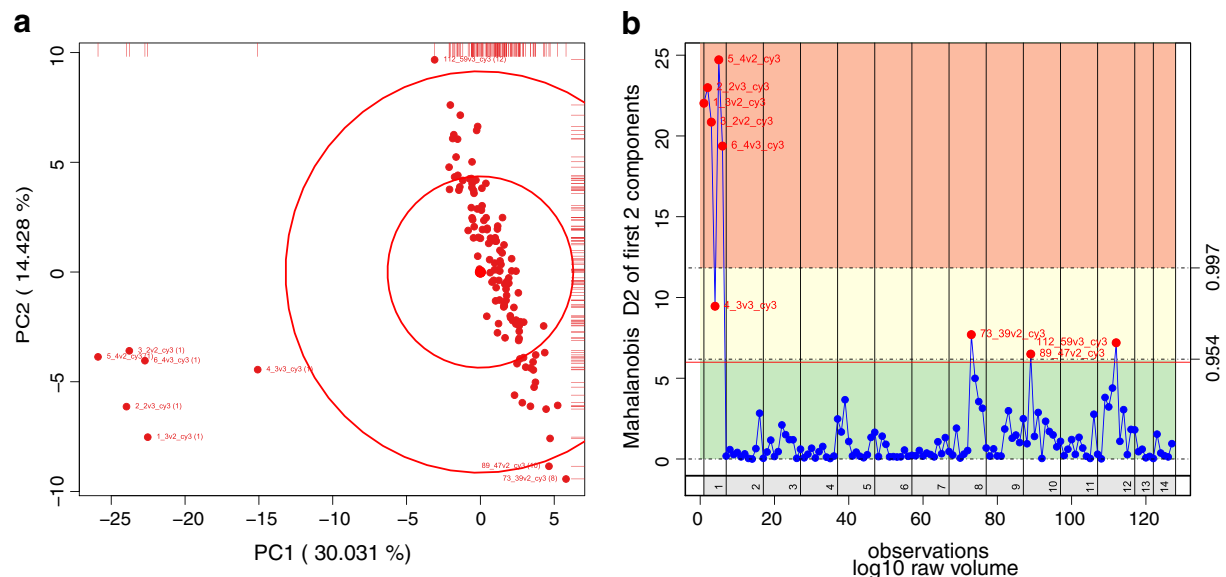 a
PC2 ( 14.428 %)
10
5
0
−5
−10
112_59v3_cy3 (12)
3_2v2_cy3 (1)
6_4v3_cy3 (1)
4_3v3_cy3 (1)
2_2v3_cy3 (1)
1_3v2_cy3 (1)
73_39v2_cy3 (8)
−25 −20 −15 −10 −5 0 5
PC1 ( 30.031 %)
b
Mahalanobis D2 of first 2 components
25
20
15
10
5
0
5_4v2_cy3
2_2v3_cy3
1_3v2_cy3
3_2v2_cy3
6_4v3_cy3
4_3v3_cy3
73_39v2_cy3
112_59v3_cy3
89_47v2_cy3
0.997
0.954
1 2 3 4 5 6 7 8 9 10 11 12 13 14
0 20 40 60 80 100 120
observations
log10 raw volume